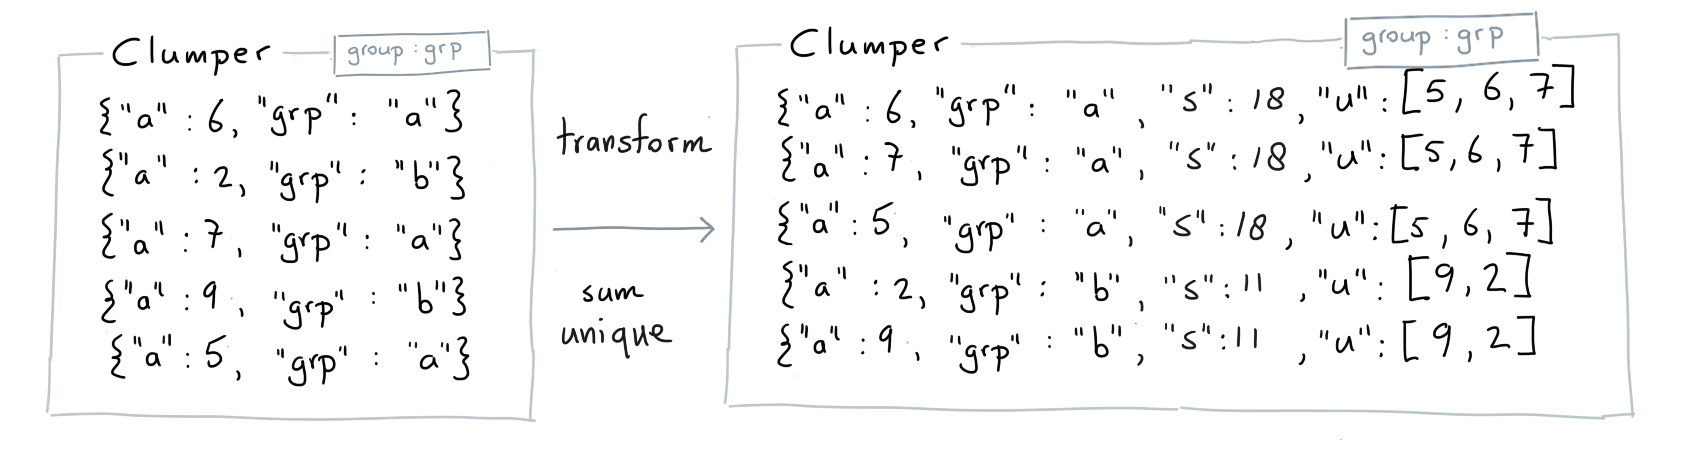 Clumper group : grp
{"a" : 6, "grp" : "a"}
{"a" : 2, "grp" : "b"}
{"a" : 7, "grp" : "a"}
{"a" : 9, "grp" : "b"}
{"a" : 5, "grp" : "a"}
transform
sum
unique
Clumper group : grp
{"a" : 6, "grp" : "a", "s" : 18, "u" : [5, 6, 7]
{"a" : 7, "grp" : "a", "s" : 18, "u" : [5, 6, 7]
{"a" : 5, "grp" : "a", "s" : 18, "u" : [5, 6, 7]
{"a" : 2, "grp" : "b", "s" : 11, "u" : [9, 2]
{"a" : 9, "grp" : "b", "s" : 11, "u" : [9, 2]